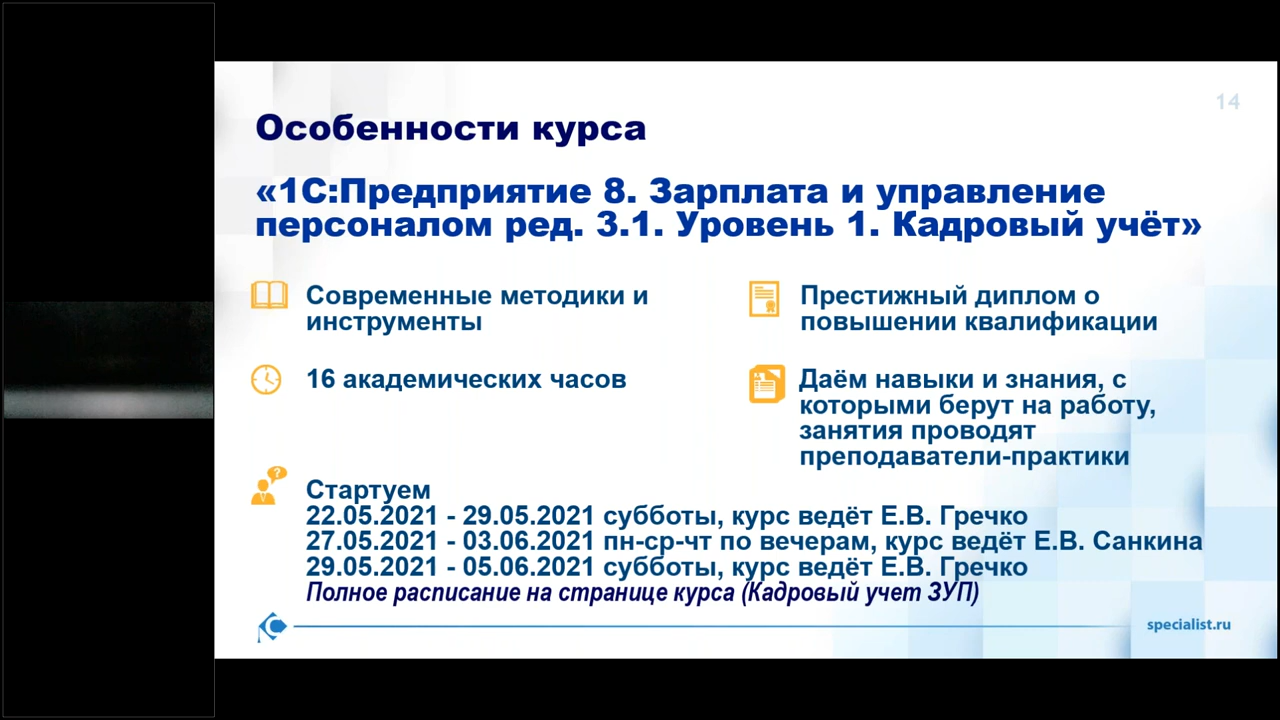 14
Особенности курса
«1С:Предприятие 8. Зарплата и управление
персоналом ред. 3.1. Уровень 1. Кадровый учёт»
Современные методики и
инструменты
16 академических часов
Престижный диплом о
повышении квалификации
Даём навыки и знания, с
которыми берут на работу,
занятия проводят
преподаватели-практики
Стартуем
22.05.2021 - 29.05.2021 субботы, курс ведёт Е.В. Гречко
27.05.2021 - 03.06.2021 пн-ср-чт по вечерам, курс ведёт Е.В. Санкина
29.05.2021 - 05.06.2021 субботы, курс ведёт Е.В. Гречко
Полное расписание на странице курса (Кадровый учет ЗУП)
specialist.ru